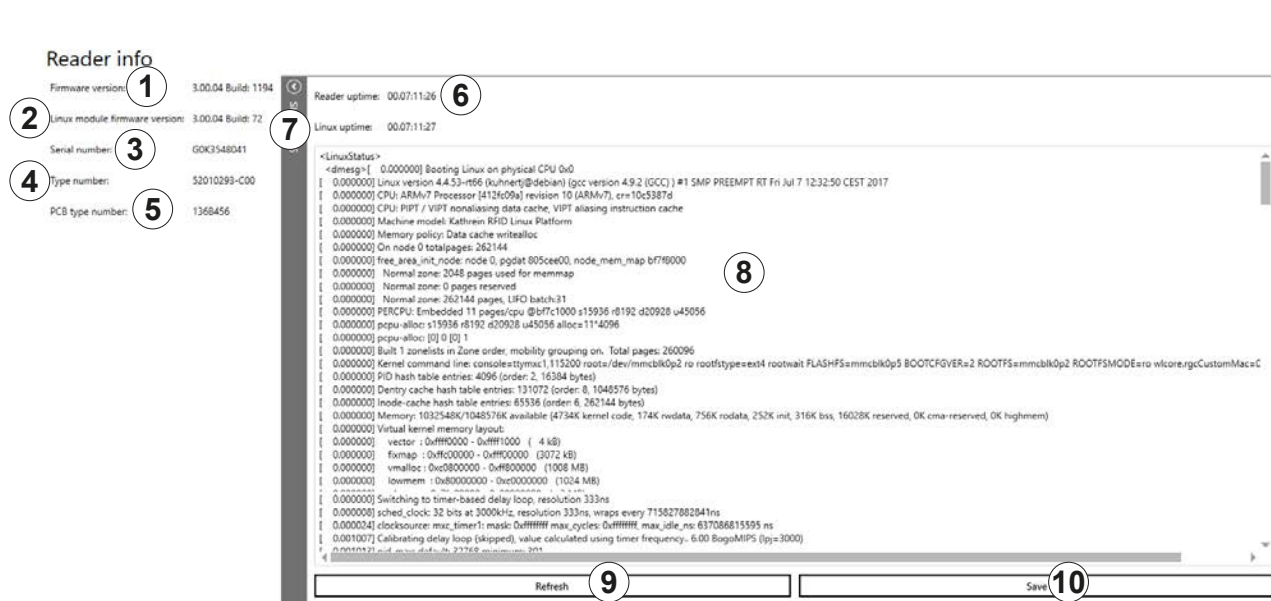 Reader info
Firmware version: 1 3.00.04 Build: 1194
2 Linux module firmware version: 3.00.04 Build: 72
Serial number: 3 G0K3548041
4 Type number: 52010293-C00
PCB type number: 5 136B456
Reader uptime: 00.07:11:26 6
7 Linux uptime: 00.07:11:27
<LinuxStatus>
<dmesg>[ 0.000000] Booting Linux on physical CPU 0x0
[ 0.000000] Linux version 4.4.53-rt66 (kuhnertj@debian) (gcc version 4.9.2 (GCC) ) #1 SMP PREEMPT RT Fri Jul 7 12:32:50 CEST 2017
[ 0.000000] CPU: ARMv7 Processor [412fc09a] revision 10 (ARMv7), cr=10c5387d
[ 0.000000] CPU: PIPT / VIPT nonaliasing data cache, VIPT aliasing instruction cache
[ 0.000000] Machine model: Kathrein RFID Linux Platform
[ 0.000000] Memory policy: Data cache writealloc
[ 0.000000] On node 0 totalpages: 262144
[ 0.000000] free_area_init_node: node 0, pgdat 805cee00, node_mem_map bf7f8000
[ 0.000000] Normal zone: 2048 pages used for memmap
[ 0.000000] Normal zone: 0 pages reserved
[ 0.000000] Normal zone: 262144 pages, LIFO batch:31
8
[ 0.000000] PERCPU: Embedded 11 pages/cpu @bf7c1000 s15936 r8192 d20928 u45056
[ 0.000000] pcpu-alloc: s15936 r8192 d20928 u45056 alloc=11*4096
[ 0.000000] pcpu-alloc: [0] 0 [0] 1
[ 0.000000] Built 1 zonelists in Zone order, mobility grouping on. Total pages: 260096
[ 0.000000] Kernel command line: console=ttymxc1,115200 root=/dev/mmcblk0p2 ro rootfstype=ext4 rootwait FLASHFS=mmcblk0p5 BOOTCFGVER=2 ROOTFS=mmcblk0p2 ROOTFSMODE=ro wlcore.rgcCustomMac=C
[ 0.000000] PID hash table entries: 4096 (order: 2, 16384 bytes)
[ 0.000000] Dentry cache hash table entries: 131072 (order: 8, 1048576 bytes)
[ 0.000000] Inode-cache hash table entries: 65536 (order: 6, 262144 bytes)
[ 0.000000] Memory: 1032548K/1048576K available (4734K kernel code, 174K rwdata, 756K rodata, 252K init, 316K bss, 16028K reserved, 0K cma-reserved, 0K highmem)
[ 0.000000] Virtual kernel memory layout:
[ 0.000000] vector : 0xffff0000 - 0xffff1000 ( 4 kB)
[ 0.000000] fixmap : 0xffc00000 - 0xfff00000 (3072 kB)
[ 0.000000] vmalloc : 0xc0800000 - 0xff800000 (1008 MB)
[ 0.000000] lowmem : 0x80000000 - 0xc0000000 (1024 MB)
[ 0.000000] Switching to timer-based delay loop, resolution 333ns
[ 0.000008] sched_clock: 32 bits at 3000kHz, resolution 333ns, wraps every 715827882841ns
[ 0.000024] clocksource: mxc_timer1: mask: 0xffffffff max_cycles: 0xffffffff, max_idle_ns: 637086815595 ns
[ 0.001007] Calibrating delay loop (skipped), value calculated using timer frequency.. 6.00 BogoMIPS (lpj=3000)
[ 0.001013] pid_max: default: 32768 minimum: 301
Refresh 9
Save 10